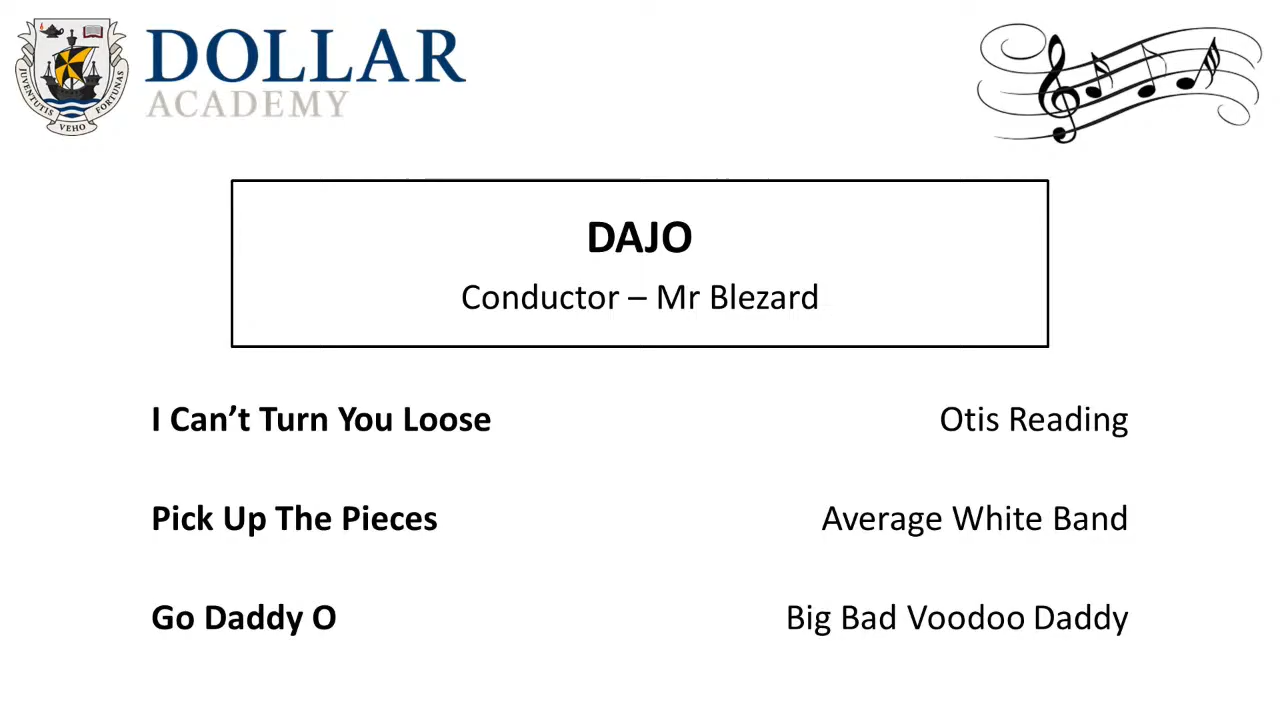 DOLLAR
ACADEMY
JUVENTUTIS VEHO FORTUNAS
DAJO
Conductor – Mr Blezard
I Can’t Turn You Loose Otis Reading
Pick Up The Pieces Average White Band
Go Daddy O Big Bad Voodoo Daddy